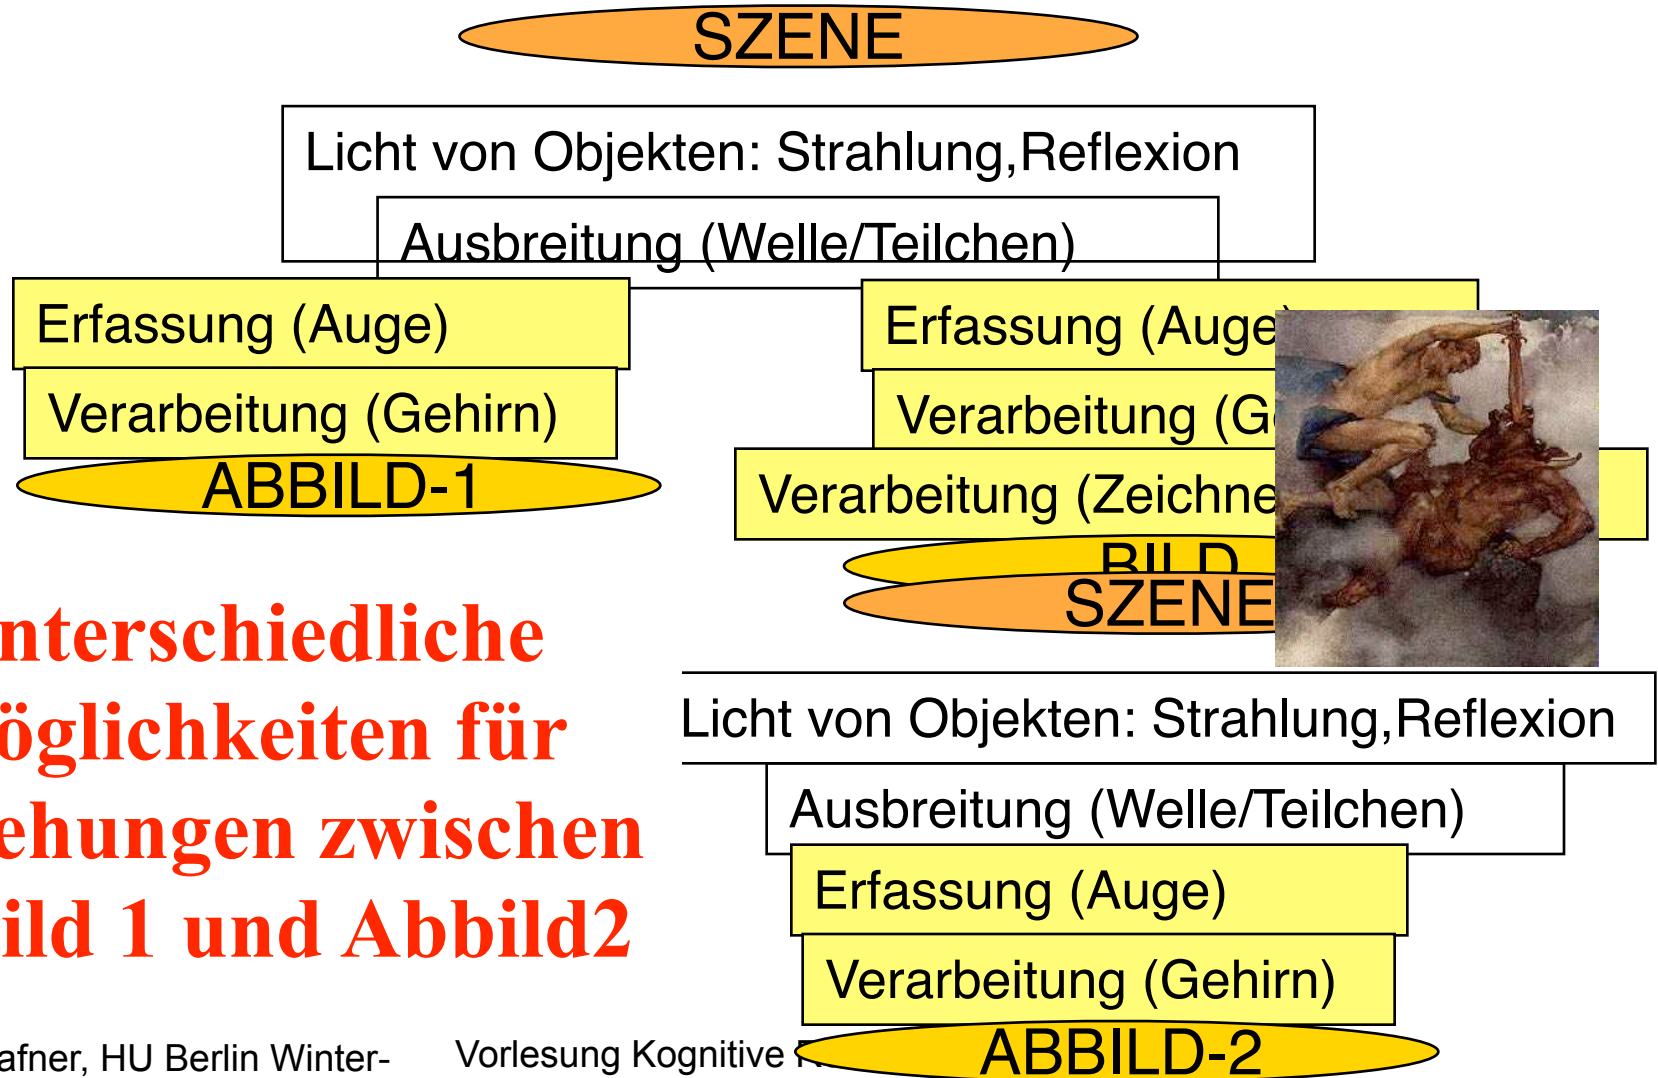 SZENE
Licht von Objekten: Strahlung,Reflexion
Ausbreitung (Welle/Teilchen)
Erfassung (Auge)
Verarbeitung (Gehirn)
ABBILD-1
Erfassung (Auge)
Verarbeitung (G
Verarbeitung (Zeichne
BILD
SZENE
Licht von Objekten: Strahlung,Reflexion
Ausbreitung (Welle/Teilchen)
Erfassung (Auge)
Verarbeitung (Gehirn)
ABBILD-2
nterschiedliche
öglichkeiten für
ehungen zwischen
ild 1 und Abbild2
afner, HU Berlin Winter-
Vorlesung Kognitive